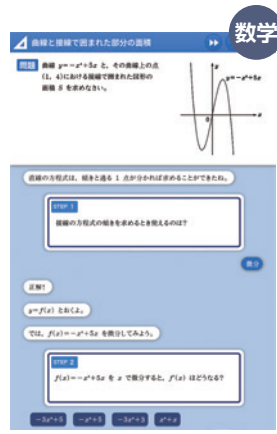 数学
曲線と接線で囲まれた部分の面積
問題 曲線 y=-x³+5x と、その曲線上の点
(1, 4)における接線で囲まれた図形の
面積 S を求めなさい。
y
y=-x³+5x
0
x
直線の方程式は、傾きと通る 1 点が分かれば求めることができたね。
STEP 1
接線の方程式の傾きを求めるとき使えるのは?
微分
正解!
y=f(x) とおくよ。
では、f(x)=-x³+5x を微分してみよう。
STEP 2
f(x)=-x³+5x を x で微分すると、f'(x) はどうなる?